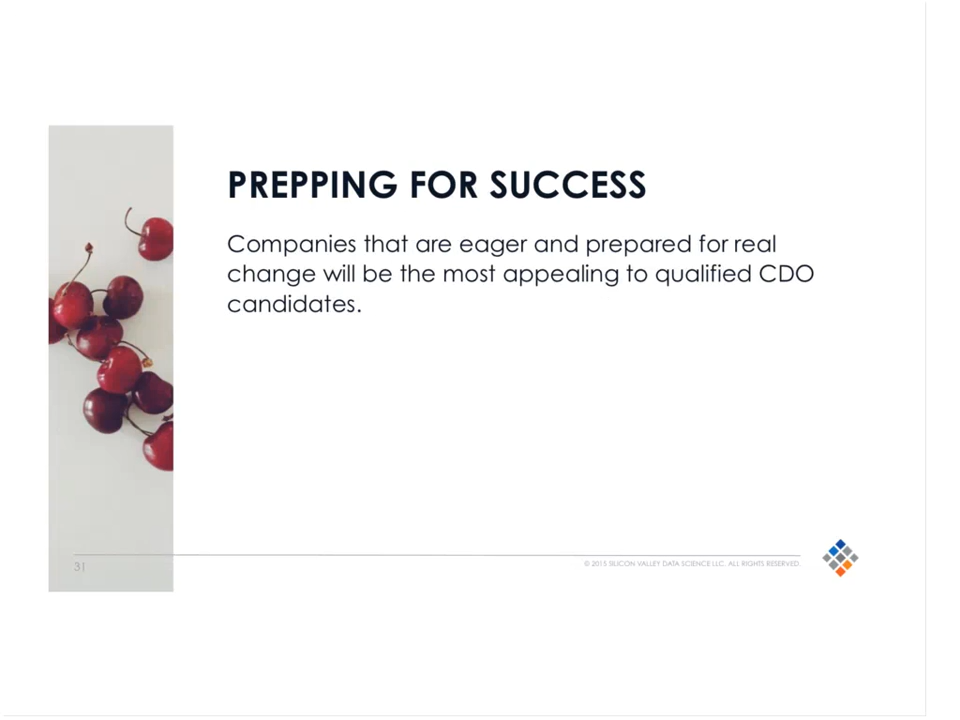 PREPPING FOR SUCCESS
Companies that are eager and prepared for real
change will be the most appealing to qualified CDO
candidates.
31
© 2015 SILICON VALLEY DATA SCIENCE LLC. ALL RIGHTS RESERVED.